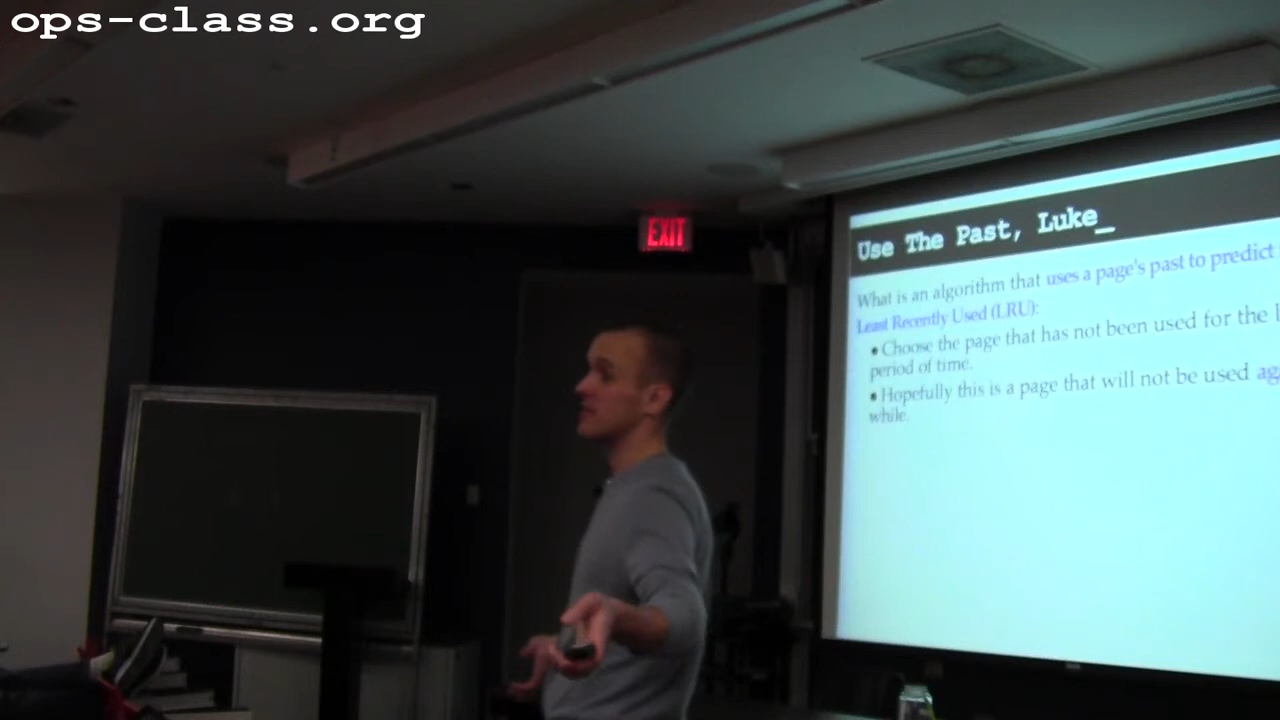 ops-class.org
EXIT
Use The Past, Luke_
What is an algorithm that uses a page's past to predict
Least Recently Used (LRU):
• Choose the page that has not been used for the
period of time.
• Hopefully this is a page that will not be used
while.